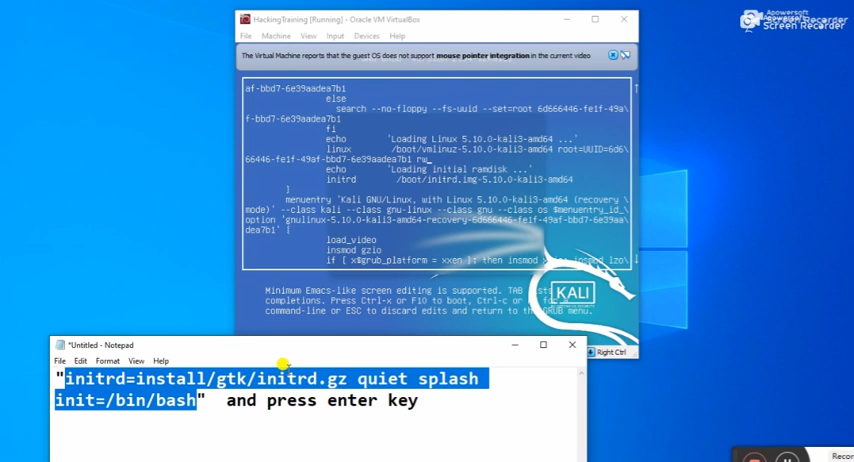 HackingTraining [Running] - Oracle VM VirtualBox
Apowersoft
Screen Recorder
File Machine View Input Devices Help
The Virtual Machine reports that the guest OS does not support mouse pointer integration in the current video
af-bbd7-6e39aadea7b1
else
search --no-floppy --fs-uuid --set=root 6d666446-fe1f-49a\
f-bbd7-6e39aadea7b1
fi
echo 'Loading Linux 5.10.0-kali3-amd64 ...'
linux /boot/vmlinuz-5.10.0-kali3-amd64 root=UUID=6d6\
66446-fe1f-49af-bbd7-6e39aadea7b1 rw_
echo 'Loading initial ramdisk ...'
initrd /boot/initrd.img-5.10.0-kali3-amd64
}
menuentry 'Kali GNU/Linux, with Linux 5.10.0-kali3-amd64 (recovery \
mode)' --class kali --class gnu-linux --class gnu --class os $menuentry_id_\
option 'gnulinux-5.10.0-kali3-amd64-recovery-6d666446-fe1f-49af-bbd7-6e39aa\
dea7b1' {
load_video
insmod gzio
if [ x$grub_platform = xxen ]; then insmod xzio; insmod lzo\
Minimum Emacs-like screen editing is supported. TAB lists
completions. Press Ctrl-x or F10 to boot, Ctrl-c or
command-line or ESC to discard edits and return to the GRUB menu.
KALI
Right Ctrl
*Untitled - Notepad
File Edit Format View Help
"initrd=install/gtk/initrd.gz quiet splash
init=/bin/bash" and press enter key
Recor